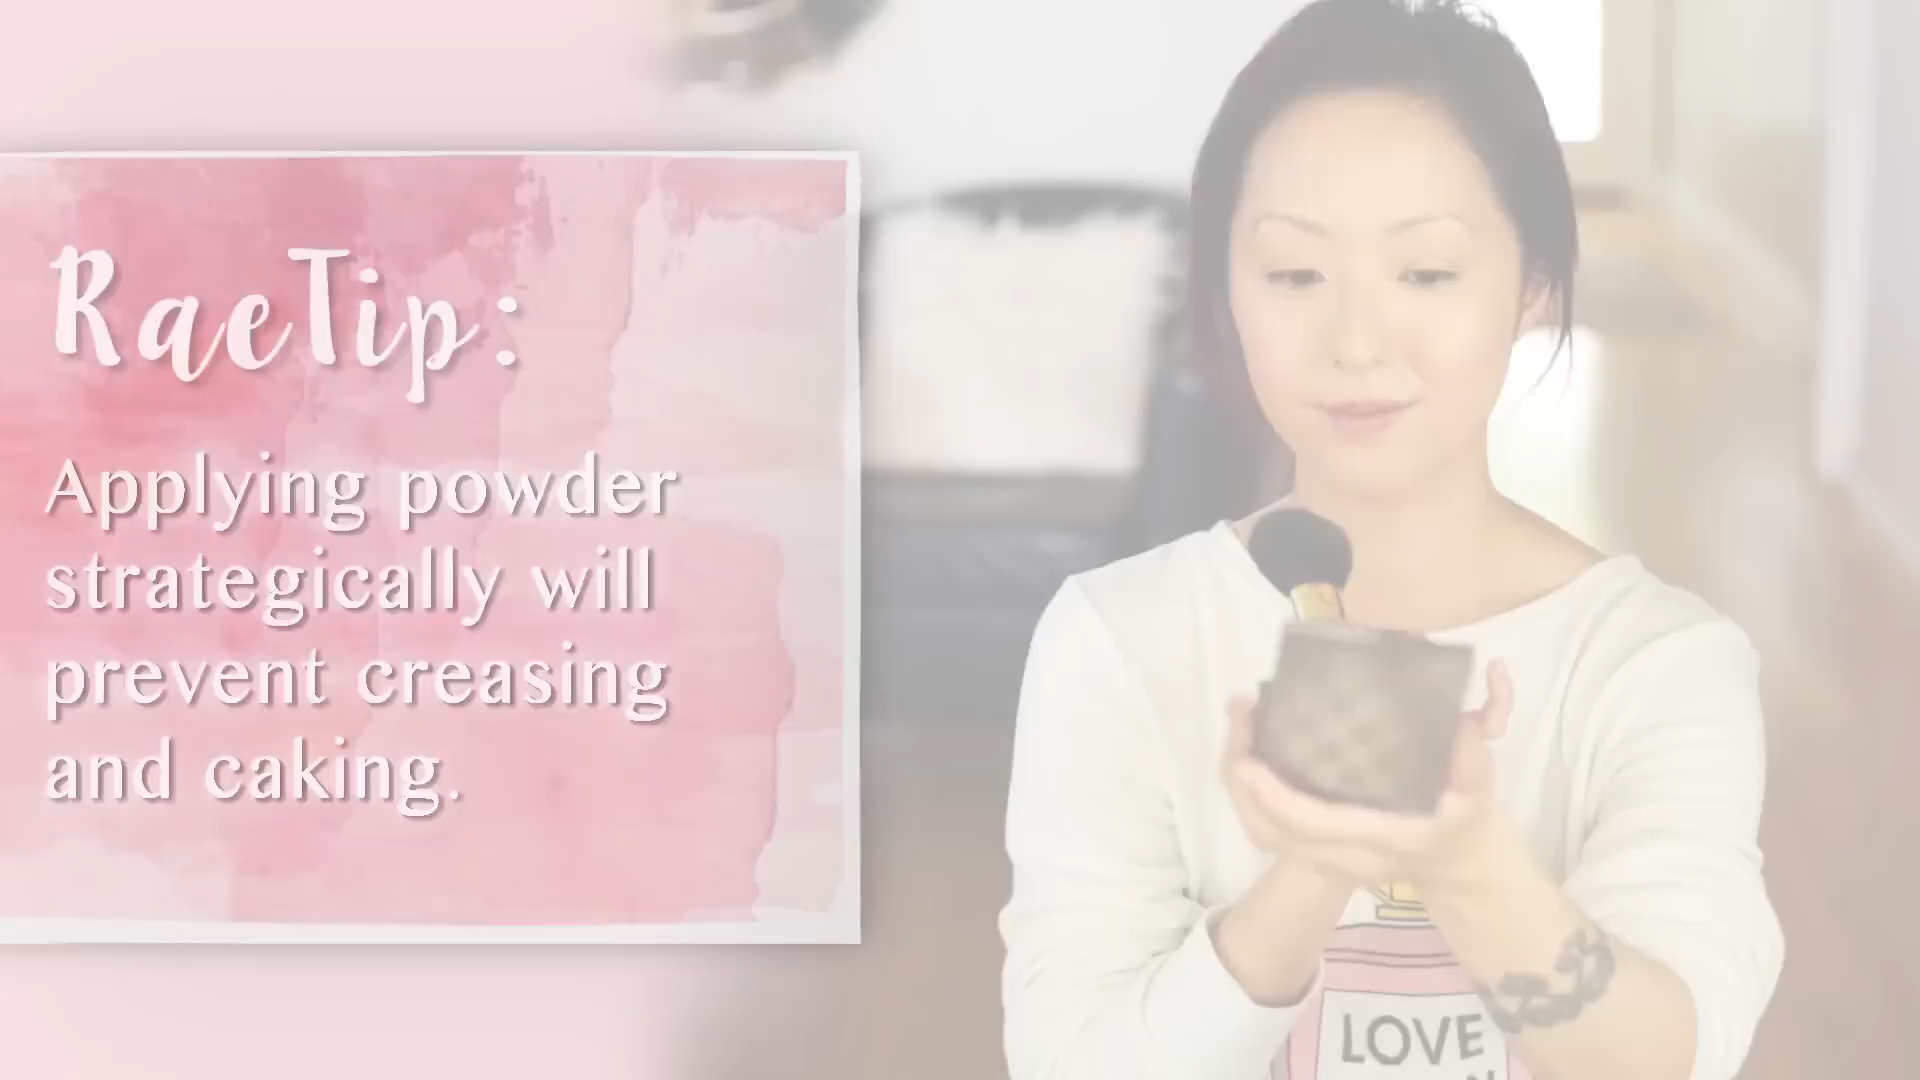 RaeTip:
Applying powder
strategically will
prevent creasing
and caking.
LOVE